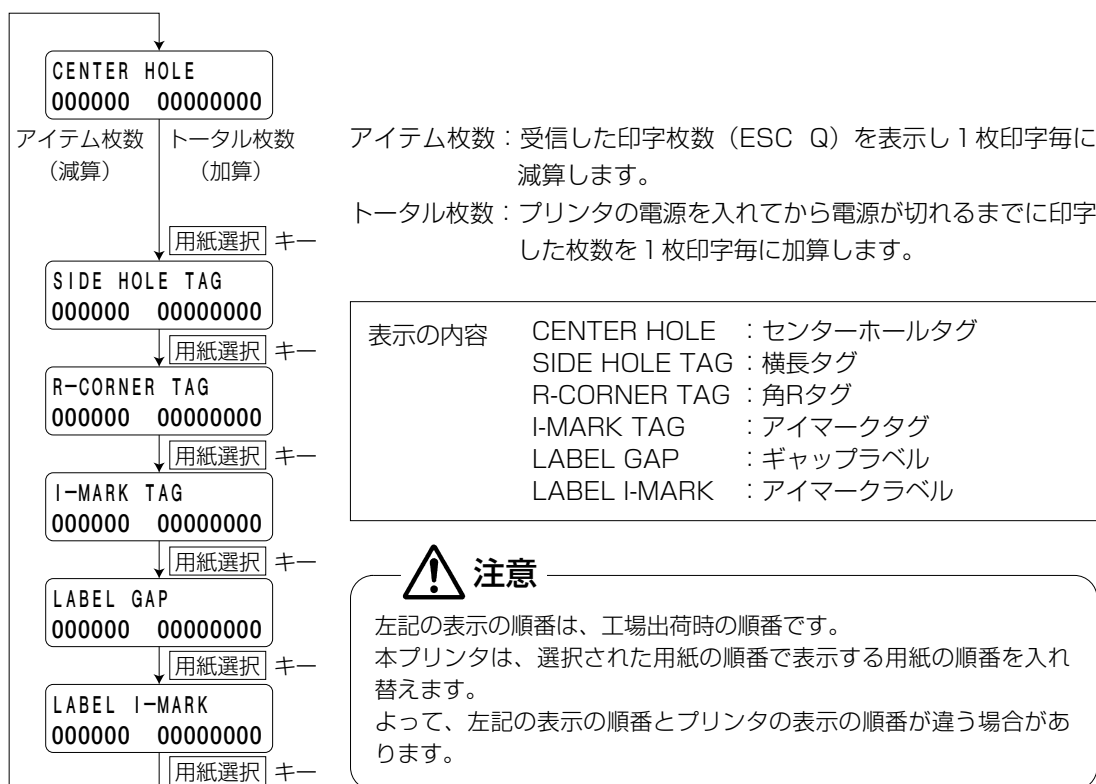 CENTER HOLE
000000 00000000
アイテム枚数 トータル枚数
(減算) (加算)
用紙選択 キー
SIDE HOLE TAG
000000 00000000
用紙選択 キー
R-CORNER TAG
000000 00000000
用紙選択 キー
I-MARK TAG
000000 00000000
用紙選択 キー
LABEL GAP
000000 00000000
用紙選択 キー
LABEL I-MARK
000000 00000000
用紙選択 キー
アイテム枚数：受信した印字枚数（ESC Q）を表示し1枚印字毎に
減算します。
トータル枚数：プリンタの電源を入れてから電源が切れるまでに印字
した枚数を1枚印字毎に加算します。
表示の内容 CENTER HOLE ：センターホールタグ
SIDE HOLE TAG：横長タグ
R-CORNER TAG ：角Rタグ
I-MARK TAG ：アイマークタグ
LABEL GAP ：ギャップラベル
LABEL I-MARK ：アイマークラベル
注意
左記の表示の順番は、工場出荷時の順番です。
本プリンタは、選択された用紙の順番で表示する用紙の順番を入れ
替えます。
よって、左記の表示の順番とプリンタの表示の順番が違う場合があ
ります。